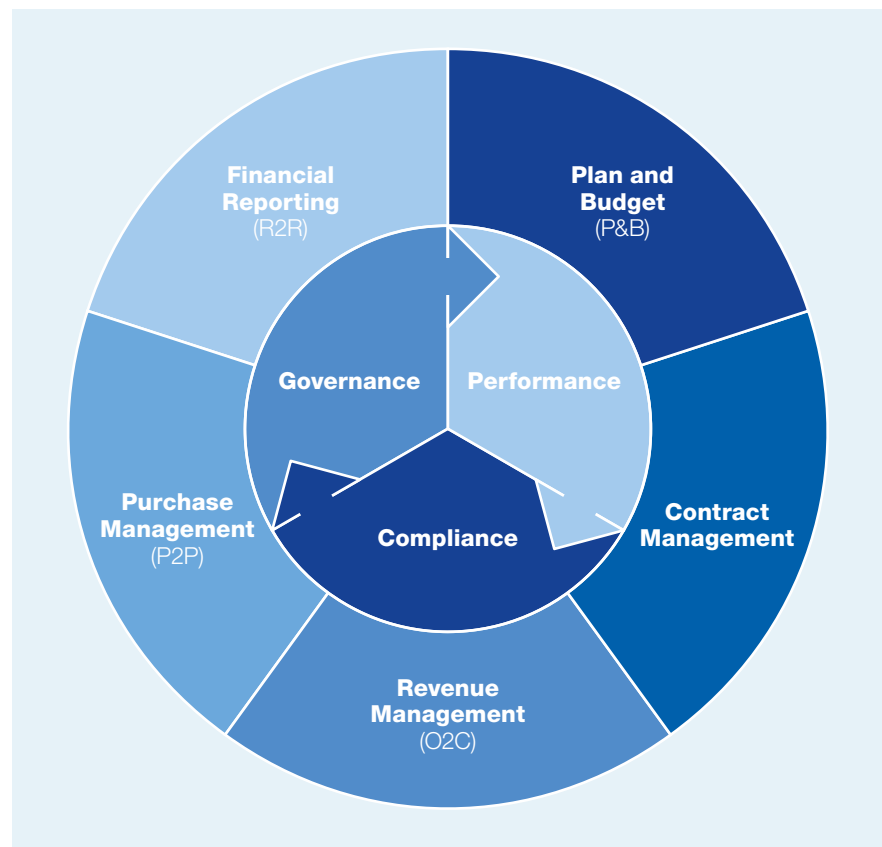 Financial
Reporting
(R2R)
Plan and
Budget
(P&B)
Governance
Performance
Purchase
Management
(P2P)
Contract
Management
Compliance
Revenue
Management
(O2C)